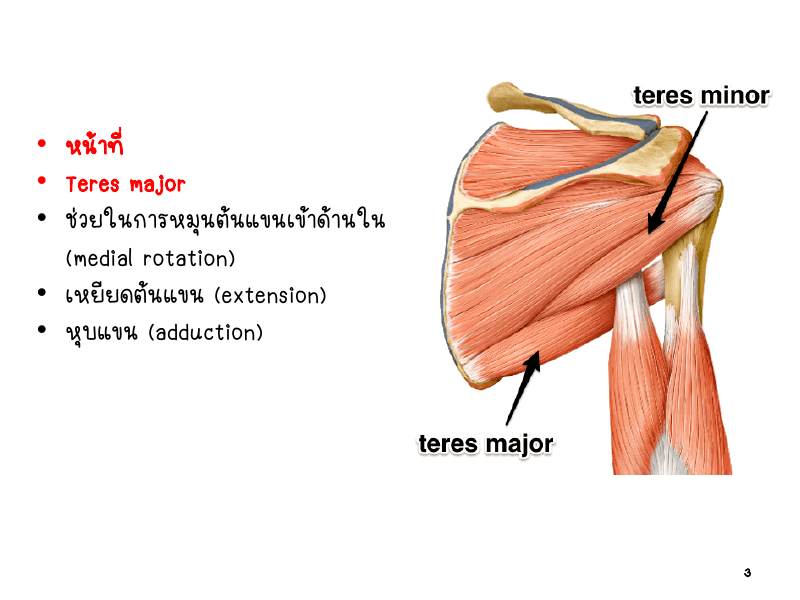 • หน้าที่
• Teres major
• ช่วยในการหมุนต้นแขนเข้าด้านใน
(medial rotation)
• เหยียดต้นแขน (extension)
• หุบแขน (adduction)
teres minor
teres major
3